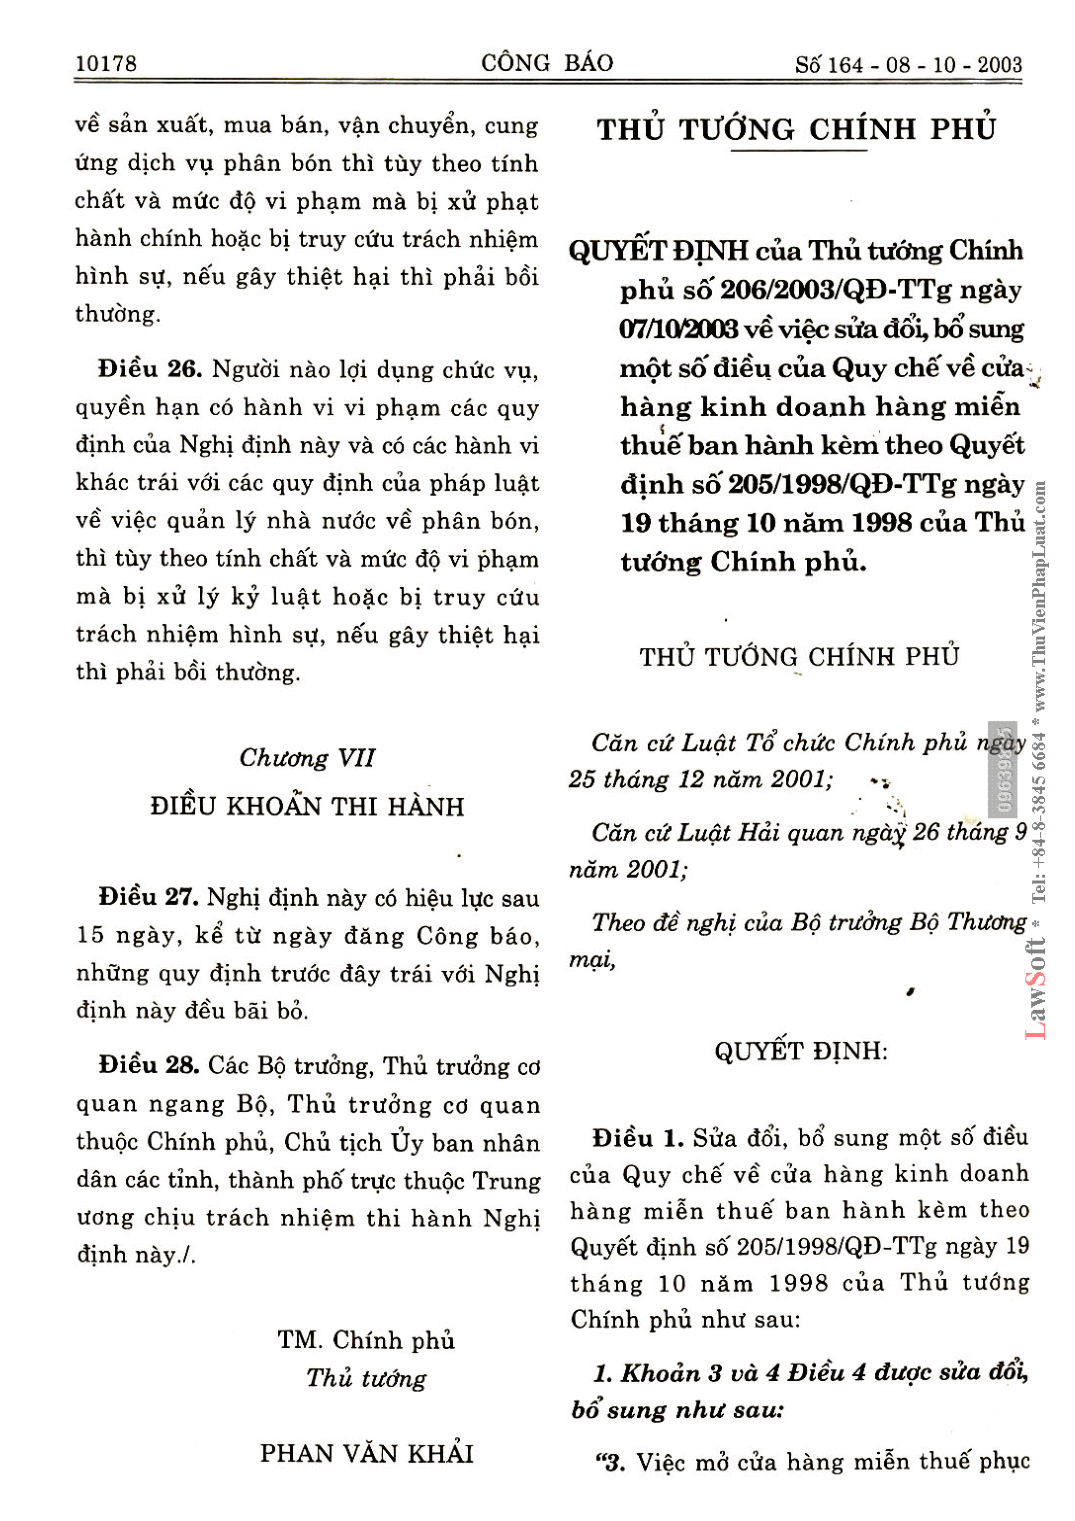 10178
CÔNG BÁO
Số 164 - 08 - 10 - 2003
về sản xuất, mua bán, vận chuyển, cung
ứng dịch vụ phân bón thì tùy theo tính
chất và mức độ vi phạm mà bị xử phạt
hành chính hoặc bị truy cứu trách nhiệm
hình sự, nếu gây thiệt hại thì phải bồi
thường.
Điều 26. Người nào lợi dụng chức vụ,
quyền hạn có hành vi vi phạm các quy
định của Nghị định này và có các hành vi
khác trái với các quy định của pháp luật
về việc quản lý nhà nước về phân bón,
thì tùy theo tính chất và mức độ vi phạm
mà bị xử lý kỷ luật hoặc bị truy cứu
trách nhiệm hình sự, nếu gây thiệt hại
thì phải bồi thường.
Chương VII
ĐIỀU KHOẢN THI HÀNH
Điều 27. Nghị định này có hiệu lực sau
15 ngày, kể từ ngày đăng Công báo,
những quy định trước đây trái với Nghị
định này đều bãi bỏ.
Điều 28. Các Bộ trưởng, Thủ trưởng cơ
quan ngang Bộ, Thủ trưởng cơ quan
thuộc Chính phủ, Chủ tịch Ủy ban nhân
dân các tỉnh, thành phố trực thuộc Trung
ương chịu trách nhiệm thi hành Nghị
định này./.
TM. Chính phủ
Thủ tướng
PHAN VĂN KHẢI
THỦ TƯỚNG CHÍNH PHỦ
QUYẾT ĐỊNH của Thủ tướng Chính
phủ số 206/2003/QĐ-TTg ngày
07/10/2003 về việc sửa đổi, bổ sung
một số điều của Quy chế về cửa
hàng kinh doanh hàng miễn
thuế ban hành kèm theo Quyết
định số 205/1998/QĐ-TTg ngày
19 tháng 10 năm 1998 của Thủ
tướng Chính phủ.
THỦ TƯỚNG CHÍNH PHỦ
Căn cứ Luật Tổ chức Chính phủ ngày
25 tháng 12 năm 2001;
Căn cứ Luật Hải quan ngày 26 tháng 9
năm 2001;
Theo đề nghị của Bộ trưởng Bộ Thương
mại,
QUYẾT ĐỊNH:
Điều 1. Sửa đổi, bổ sung một số điều
của Quy chế về cửa hàng kinh doanh
hàng miễn thuế ban hành kèm theo
Quyết định số 205/1998/QĐ-TTg ngày 19
tháng 10 năm 1998 của Thủ tướng
Chính phủ như sau:
1. Khoản 3 và 4 Điều 4 được sửa đổi,
bổ sung như sau:
“3. Việc mở cửa hàng miễn thuế phục
LawSoft * Tel: +84-8-3845 6684 * www.ThuVienPhapLuat.com